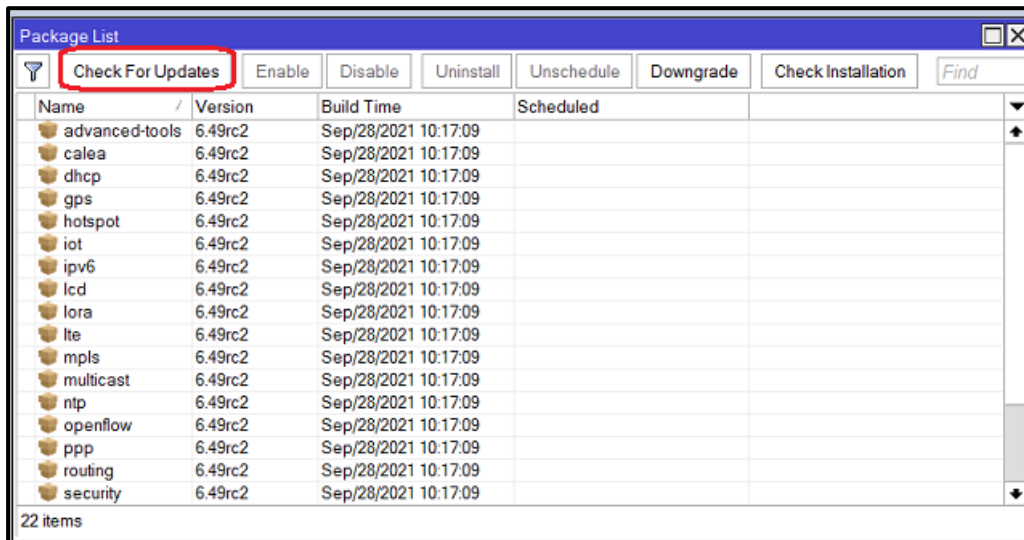 Package List
Check For Updates Enable Disable Uninstall Unschedule Downgrade Check Installation Find
Name Version Build Time Scheduled
advanced-tools 6.49rc2 Sep/28/2021 10:17:09
calea 6.49rc2 Sep/28/2021 10:17:09
dhcp 6.49rc2 Sep/28/2021 10:17:09
gps 6.49rc2 Sep/28/2021 10:17:09
hotspot 6.49rc2 Sep/28/2021 10:17:09
iot 6.49rc2 Sep/28/2021 10:17:09
ipv6 6.49rc2 Sep/28/2021 10:17:09
lcd 6.49rc2 Sep/28/2021 10:17:09
lora 6.49rc2 Sep/28/2021 10:17:09
lte 6.49rc2 Sep/28/2021 10:17:09
mpls 6.49rc2 Sep/28/2021 10:17:09
multicast 6.49rc2 Sep/28/2021 10:17:09
ntp 6.49rc2 Sep/28/2021 10:17:09
openflow 6.49rc2 Sep/28/2021 10:17:09
ppp 6.49rc2 Sep/28/2021 10:17:09
routing 6.49rc2 Sep/28/2021 10:17:09
security 6.49rc2 Sep/28/2021 10:17:09
22 items